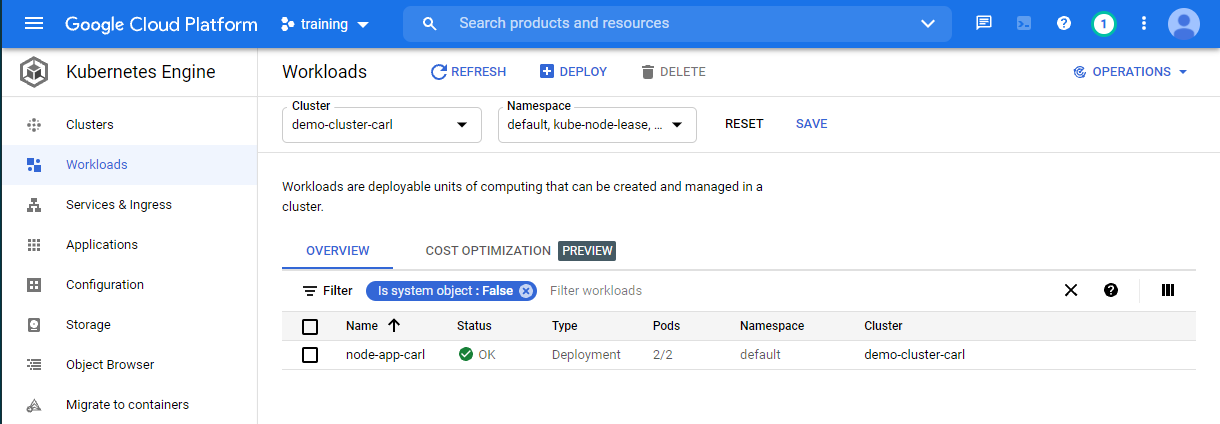 Google Cloud Platform training Search products and resources 1
Kubernetes Engine Workloads REFRESH DEPLOY DELETE OPERATIONS
Cluster Namespace
Clusters demo-cluster-carl default, kube-node-lease, ... RESET SAVE
Workloads
Workloads are deployable units of computing that can be created and managed in a
Services & Ingress cluster.
Applications OVERVIEW COST OPTIMIZATION PREVIEW
Configuration Filter Is system object : False Filter workloads
Storage Name Status Type Pods Namespace Cluster
Object Browser node-app-carl OK Deployment 2/2 default demo-cluster-carl
Migrate to containers